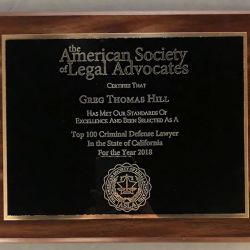 the
American Society
of Legal Advocates
Certifies That
Greg Thomas Hill
Has Met Our Standards Of
Excellence And Been Selected As A
Top 100 Criminal Defense Lawyer
In the State of California
For the Year 2018